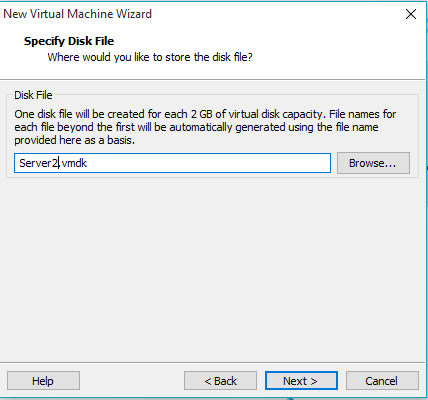 New Virtual Machine Wizard
Specify Disk File
Where would you like to store the disk file?
Disk File
One disk file will be created for each 2 GB of virtual disk capacity. File names for
each file beyond the first will be automatically generated using the file name
provided here as a basis.
Server2.vmdk
Browse...
Help
< Back
Next >
Cancel